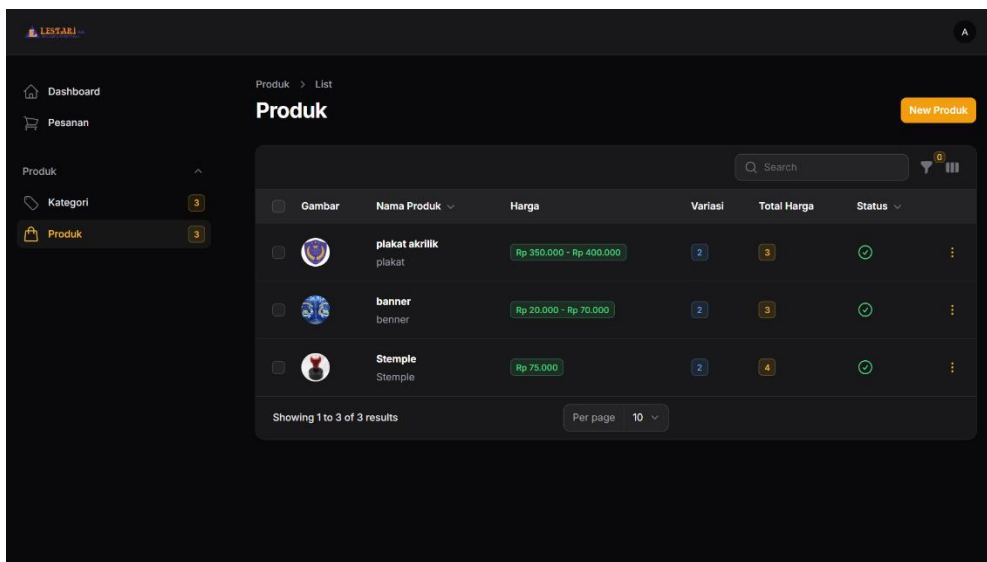 LESTARI
A
Dashboard
Pesanan
Produk
Kategori 3
Produk 3
Produk > List
Produk
New Produk
Search
0
Gambar Nama Produk Harga Variasi Total Harga Status
plakat akrilik Rp 350.000 - Rp 400.000 2 3
plakat
banner Rp 20.000 - Rp 70.000 2 3
benner
Stemple Rp 75.000 2 4
Stemple
Showing 1 to 3 of 3 results Per page 10